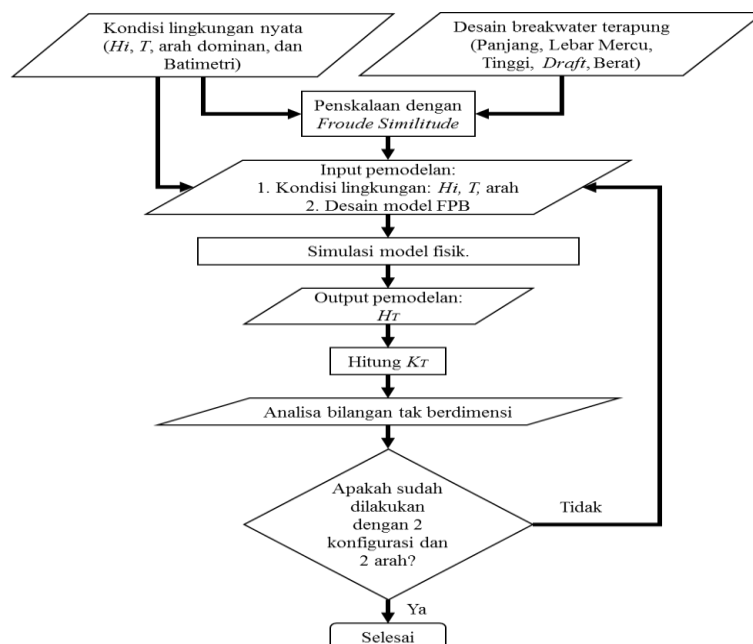 Kondisi lingkungan nyata
(Hi, T, arah dominan, dan
Batimetri)
Desain breakwater terapung
(Panjang, Lebar Mercu,
Tinggi, Draft, Berat)
Penskalaan dengan
Froude Similitude
Input pemodelan:
1. Kondisi lingkungan: Hi, T, arah
2. Desain model FPB
Simulasi model fisik.
Output pemodelan:
HT
Hitung KT
Analisa bilangan tak berdimensi
Apakah sudah
dilakukan
dengan 2
konfigurasi dan
2 arah?
Tidak
Ya
Selesai